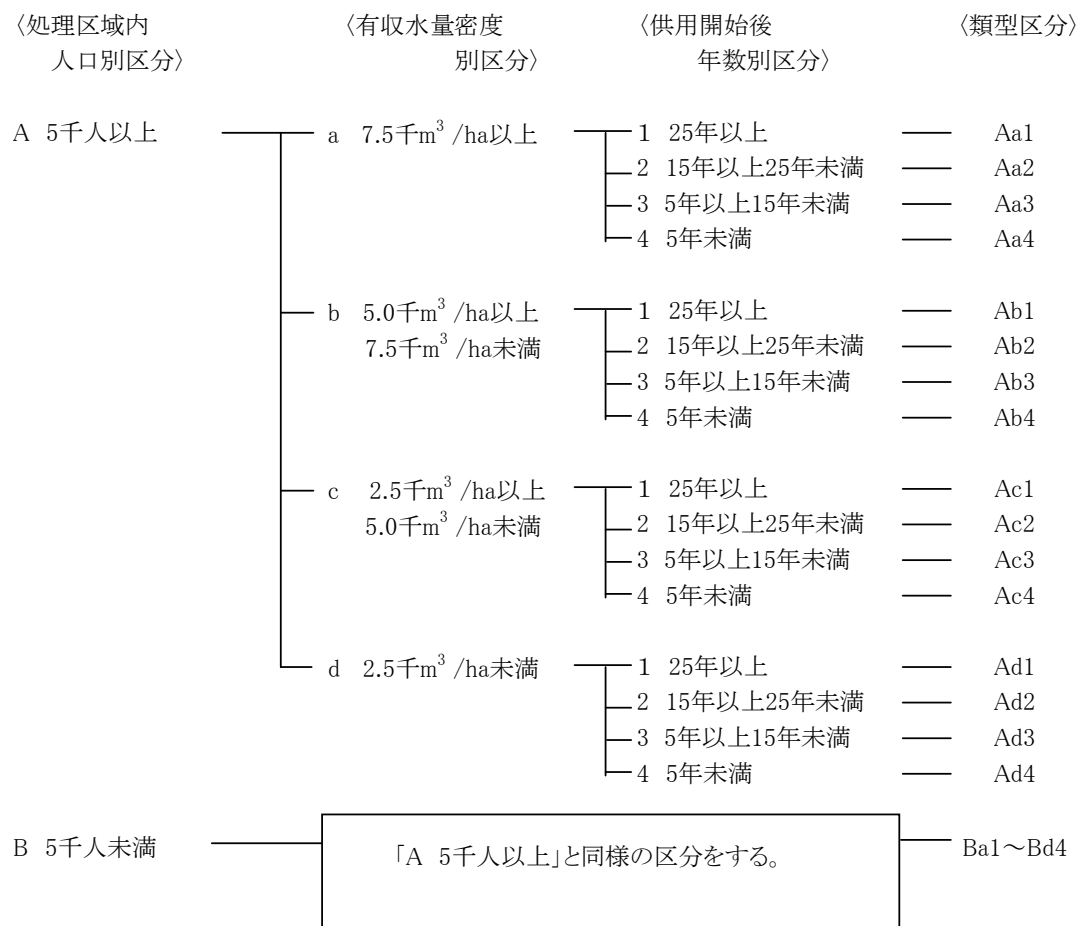 〈処理区域内 〈有収水量密度 〈供用開始後 〈類型区分〉
人口別区分〉 別区分〉 年数別区分〉
A 5千人以上 a 7.5千m³/ha以上 1 25年以上 Aa1
2 15年以上25年未満 Aa2
3 5年以上15年未満 Aa3
4 5年未満 Aa4
b 5.0千m³/ha以上 1 25年以上 Ab1
7.5千m³/ha未満 2 15年以上25年未満 Ab2
3 5年以上15年未満 Ab3
4 5年未満 Ab4
c 2.5千m³/ha以上 1 25年以上 Ac1
5.0千m³/ha未満 2 15年以上25年未満 Ac2
3 5年以上15年未満 Ac3
4 5年未満 Ac4
d 2.5千m³/ha未満 1 25年以上 Ad1
2 15年以上25年未満 Ad2
3 5年以上15年未満 Ad3
4 5年未満 Ad4
B 5千人未満 「A 5千人以上」と同様の区分をする。 Ba1～Bd4